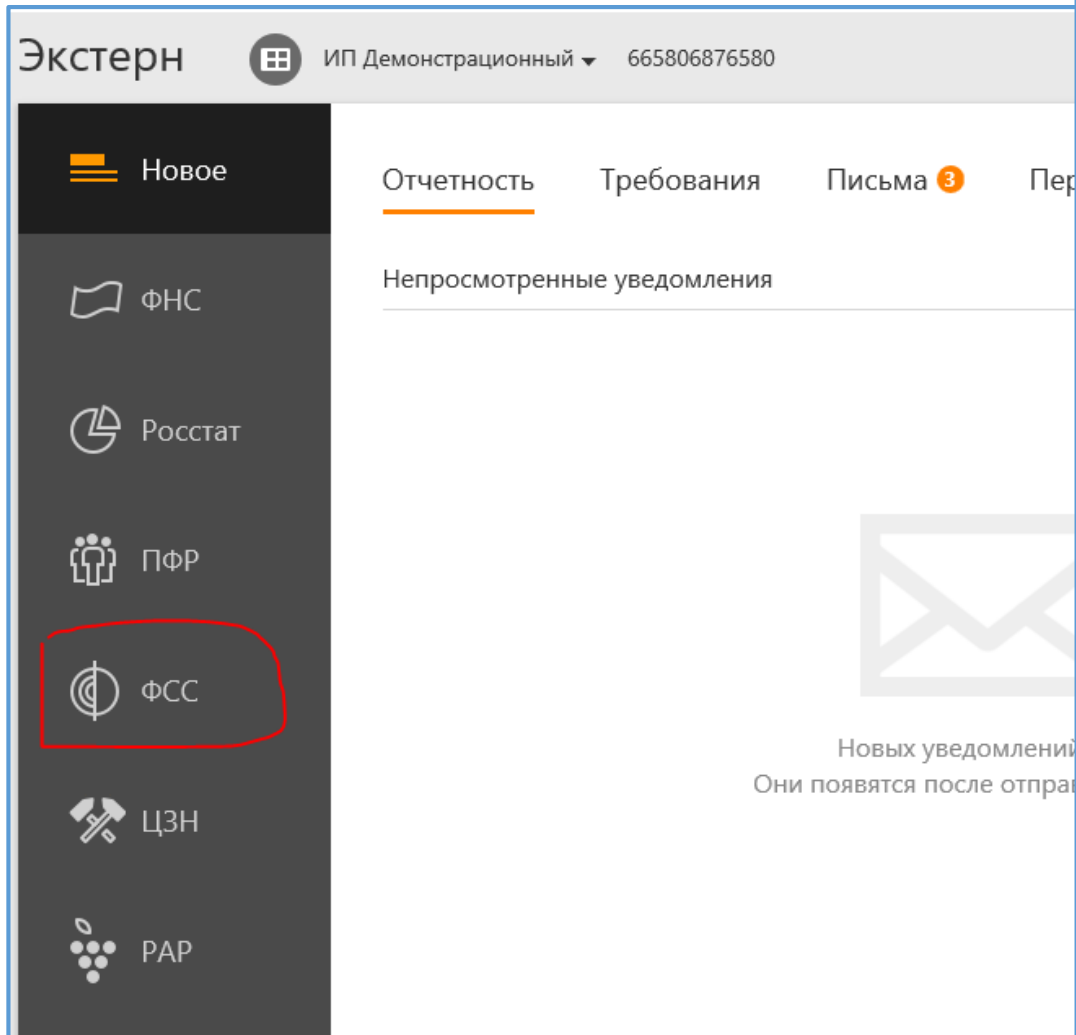 Экстерн ИП Демонстрационный 665806876580
Новое
Отчетность Требования Письма 3
Непросмотренные уведомления
ФНС
Росстат
ПФР
ФСС
Новых уведомлений
Они появятся после
ЦЗН
РАР